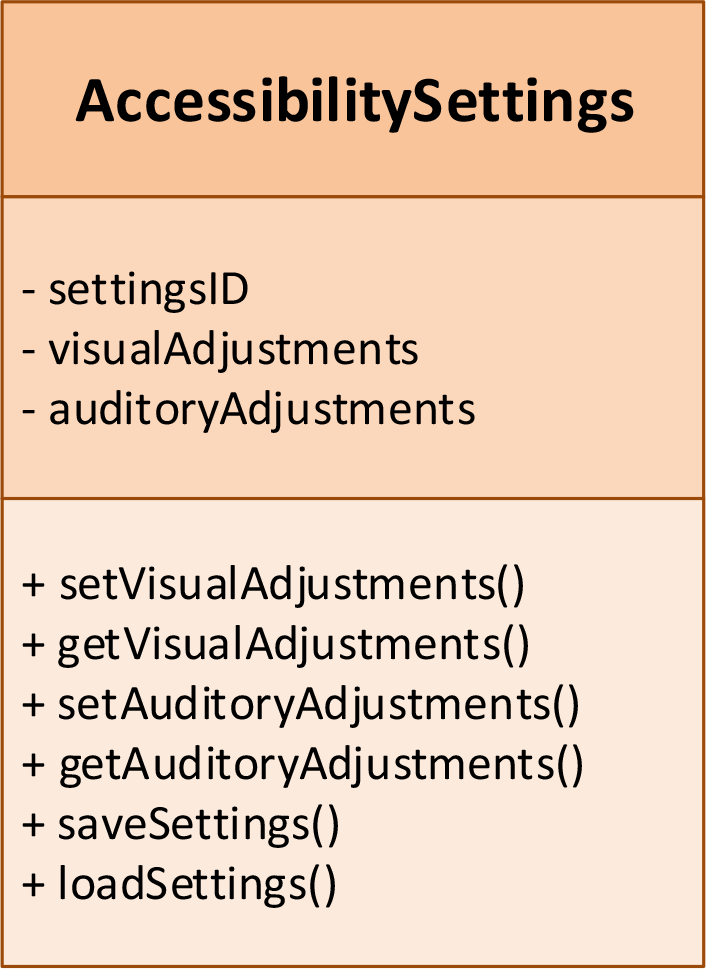 AccessibilitySettings
- settingsID
- visualAdjustments
- auditoryAdjustments
+ setVisualAdjustments()
+ getVisualAdjustments()
+ setAuditoryAdjustments()
+ getAuditoryAdjustments()
+ saveSettings()
+ loadSettings()